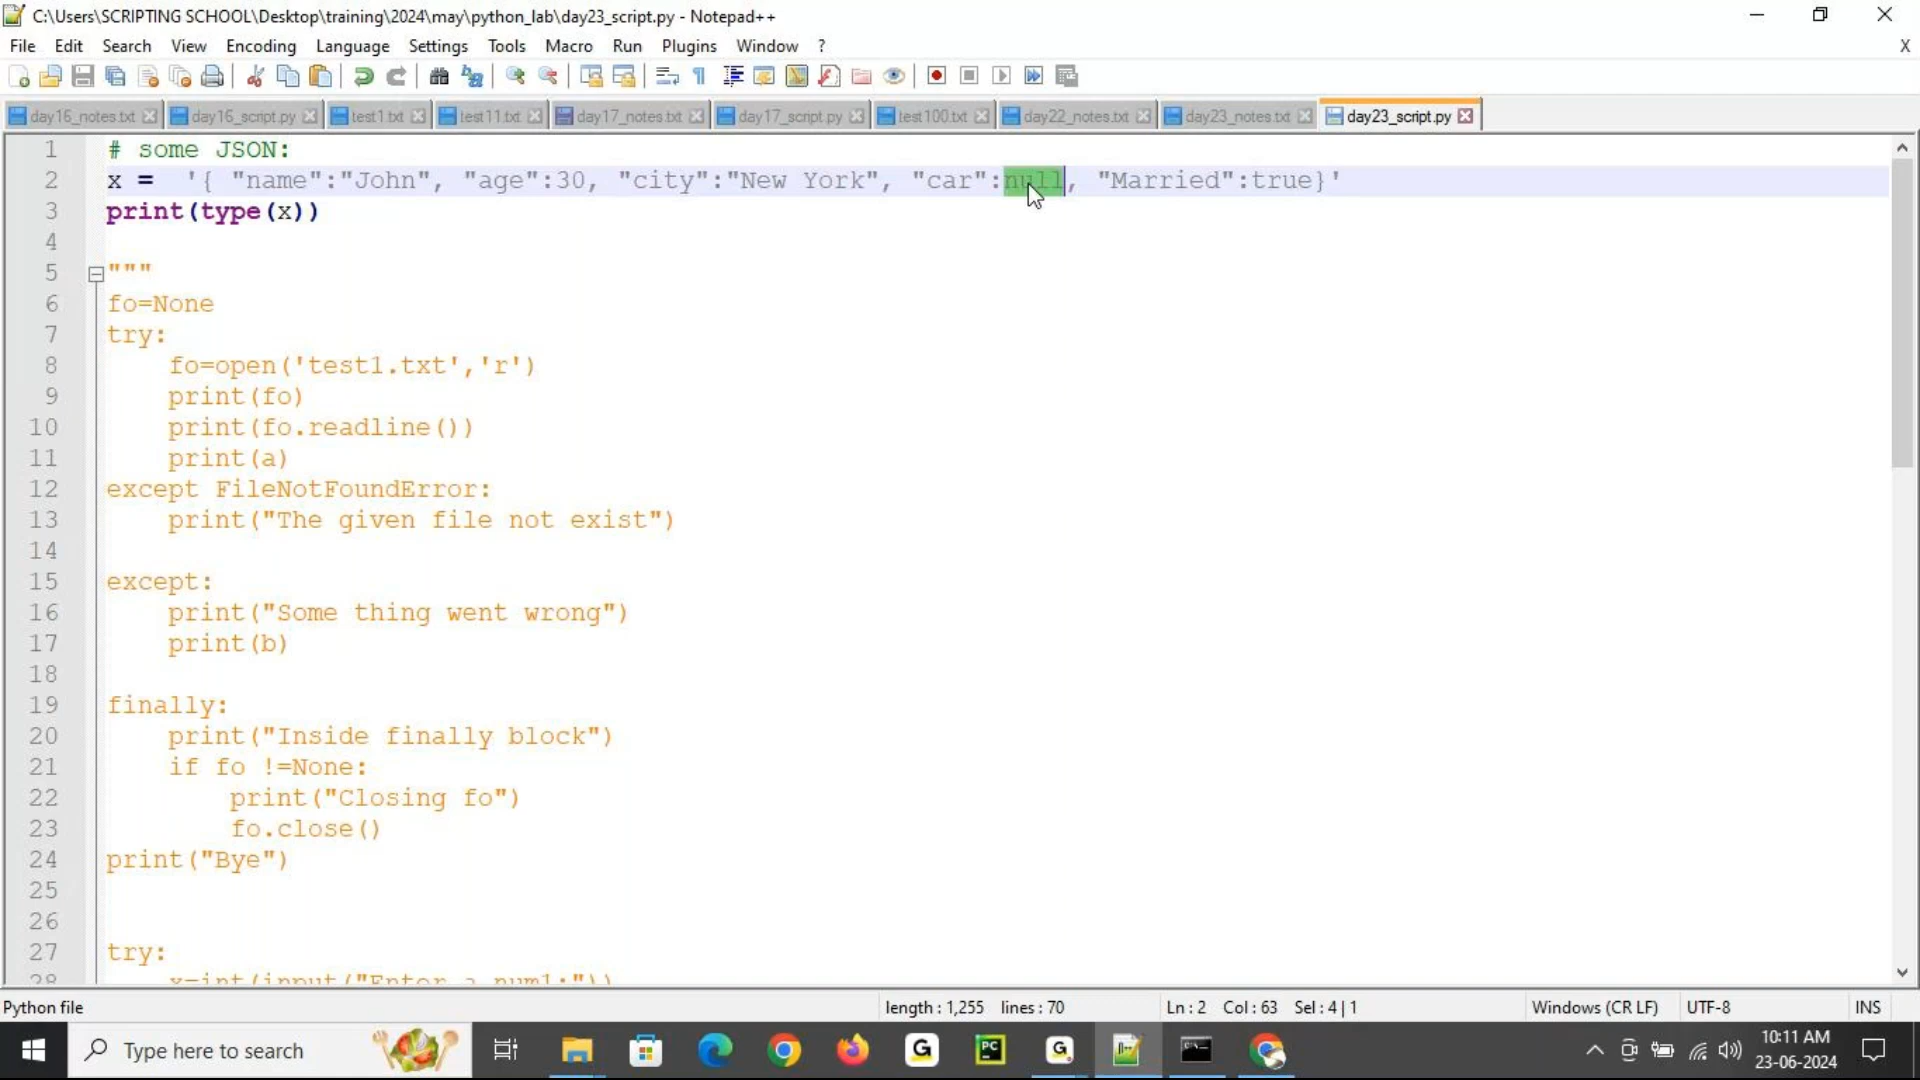 C:\Users\SCRIPTING SCHOOL\Desktop\training\2024\may\python_lab\day23_script.py - Notepad++
File Edit Search View Encoding Language Settings Tools Macro Run Plugins Window ? X
day16_notes.txt day16_script.py test1.txt test11.txt day17_notes.txt day17_script.py test100.txt day22_notes.txt day23_notes.txt day23_script.py
1 # some JSON:
2 x =  '{ "name":"John", "age":30, "city":"New York", "car":null, "Married":true}'
3 print(type(x))
4
5 """
6 fo=None
7 try:
8     fo=open('test1.txt','r')
9     print(fo)
10     print(fo.readline())
11     print(a)
12 except FileNotFoundError:
13     print("The given file not exist")
14
15 except:
16     print("Some thing went wrong")
17     print(b)
18
19 finally:
20     print("Inside finally block")
21     if fo !=None:
22         print("Closing fo")
23         fo.close()
24 print("Bye")
25
26
27 try:
28     x=int(input("Enter a num1:"))
Python file length : 1,255 lines : 70 Ln : 2 Col : 63 Sel : 4 | 1 Windows (CR LF) UTF-8 INS
Type here to search
10:11 AM
23-06-2024